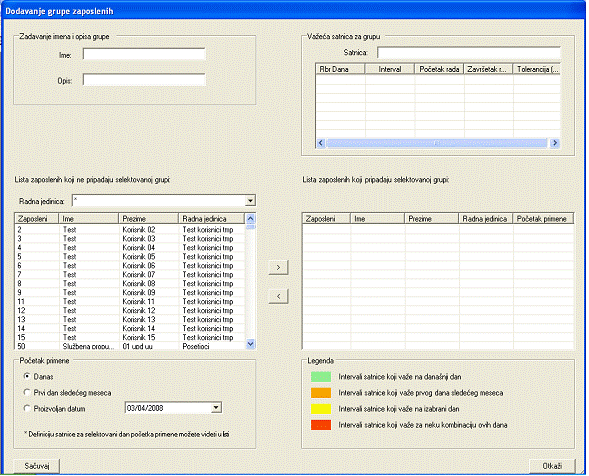 Dodavanje grupe zaposlenih
Zadavanje imena i opisa grupe
Ime:
Opis:
Važeća satnica za grupu
Satnica:
Rbr Dana Interval Početak rada Završetak r... Tolerancija (...
Lista zaposlenih koji ne pripadaju selektovanoj grupi:
Radna jedinica: *
Zaposleni Ime Prezime Radna jedinica
2 Test Korisnik 02 Test korisnici tmp
3 Test Korisnik 03 Test korisnici tmp
4 Test Korisnik 04 Test korisnici tmp
5 Test Korisnik 05 Test korisnici tmp
6 Test Korisnik 06 Test korisnici tmp
7 Test Korisnik 07 Test korisnici tmp
8 Test Korisnik 08 Test korisnici tmp
9 Test Korisnik 09 Test korisnici tmp
11 Test Korisnik 11 Test korisnici tmp
12 Test Korisnik 12 Test korisnici tmp
13 Test Korisnik 13 Test korisnici tmp
14 Test Korisnik 14 Test korisnici tmp
15 Test Korisnik 15 Test korisnici tmp
50 Službena propu... 01 upd uu Posetioci
>
<
Lista zaposlenih koji pripadaju selektovanoj grupi:
Zaposleni Ime Prezime Radna jedinica Početak primene
Početak primene
Danas
Prvi dan sledećeg meseca
Proizvoljan datum 03/04/2008
* Definiciju satnice za selektovani dan početka primene možete videti u listi
Legenda
Intervali satnice koji važe na današnji dan
Intervali satnice koji važe prvog dana sledećeg meseca
Intervali satnice koji važe na izabrani dan
Intervali satnice koji važe za neku kombinaciju ovih dana
Sačuvaj
Otkaži